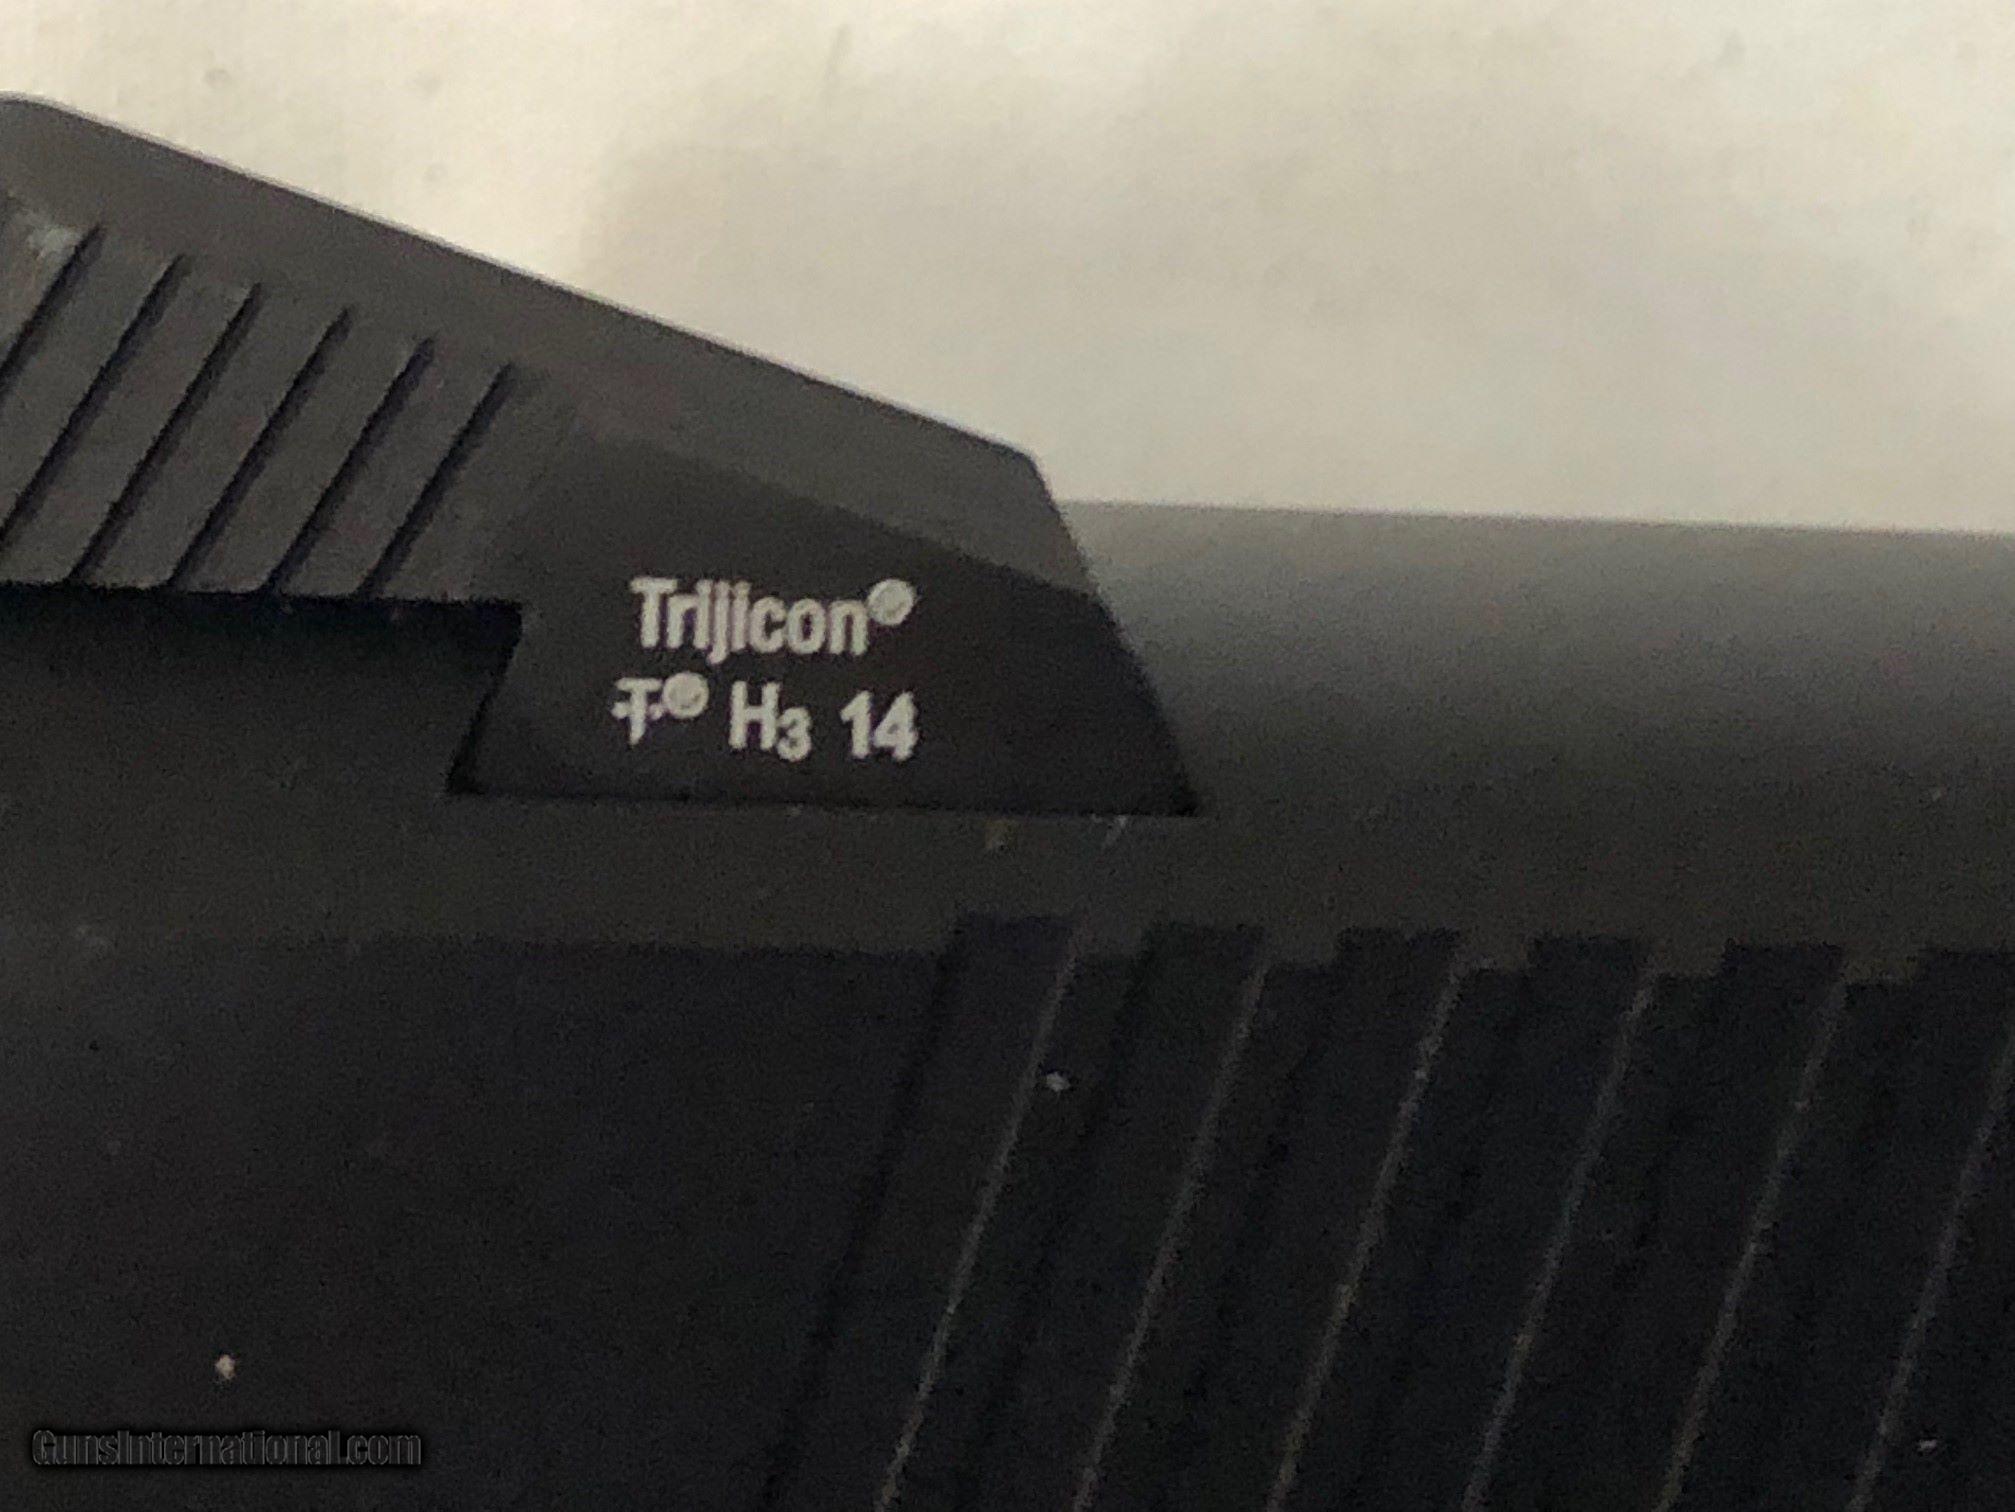 Trijicon®
·T·® H3 14
GunsInternational.com